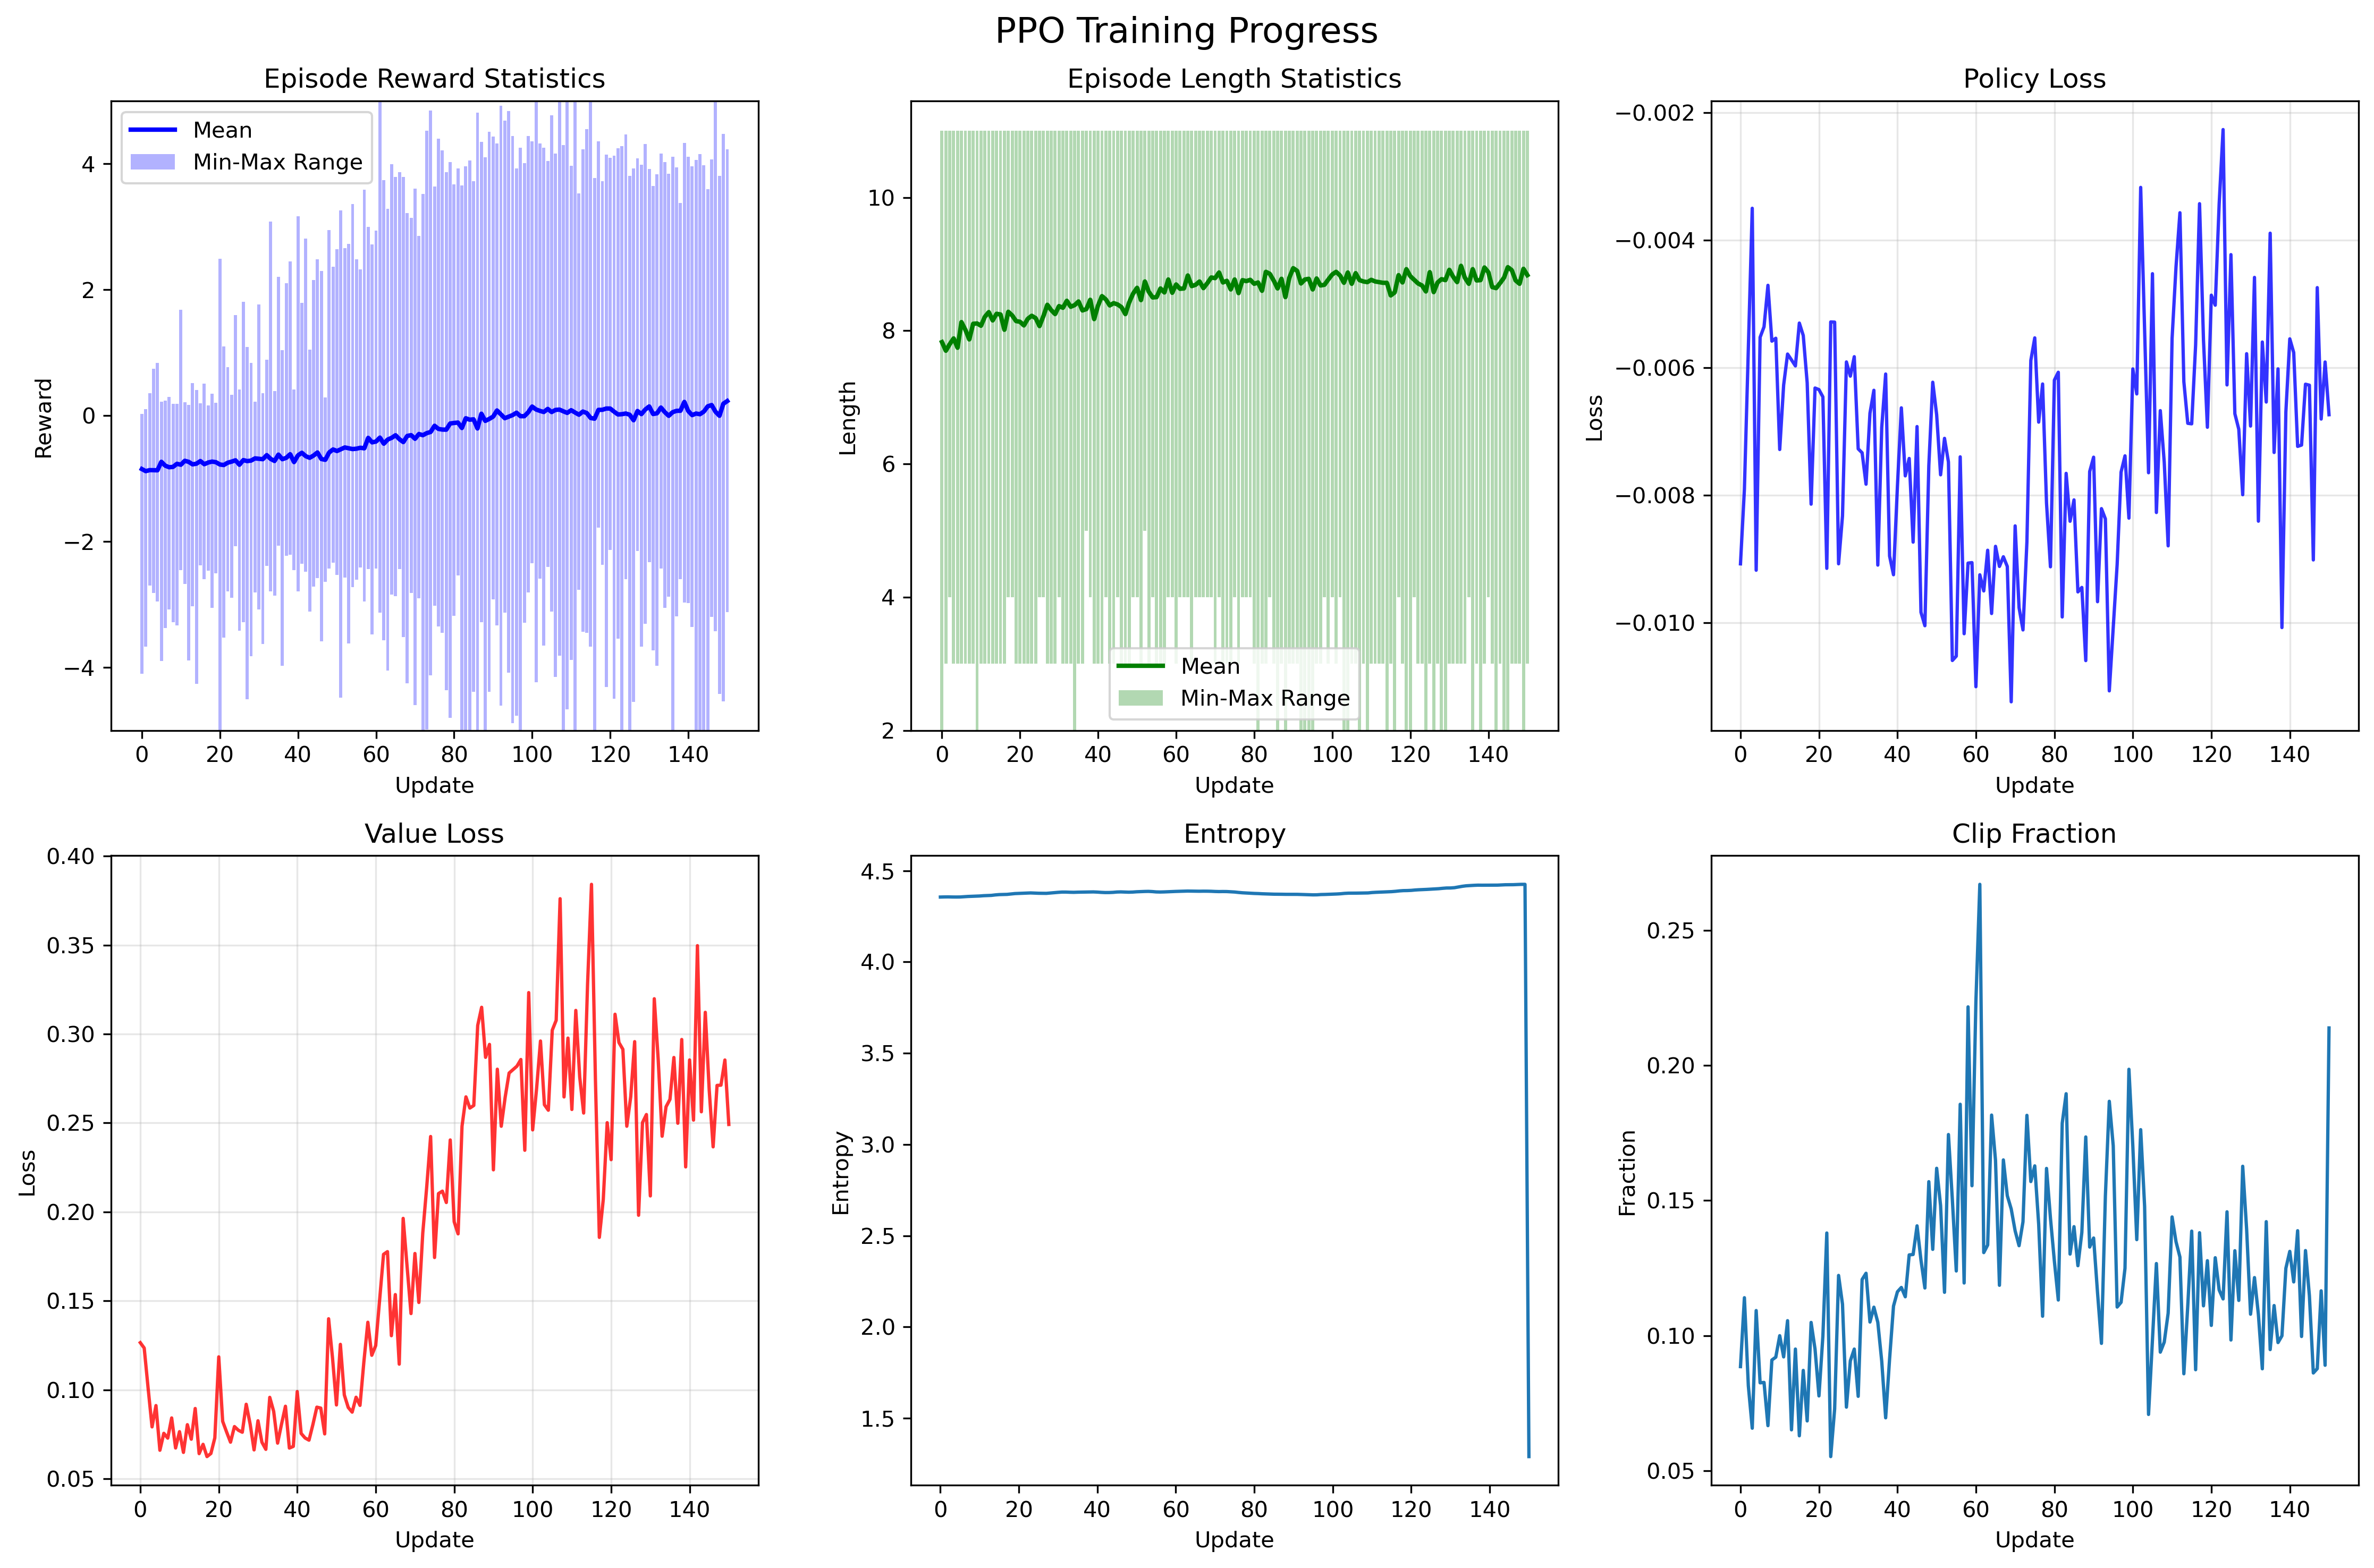 PPO Training Progress
Episode Reward Statistics
Mean
Min-Max Range
4
2
0
−2
−4
Reward
0 20 40 60 80 100 120 140
Update
Episode Length Statistics
10
8
6
4
2
Length
Mean
Min-Max Range
0 20 40 60 80 100 120 140
Update
Policy Loss
−0.002
−0.004
−0.006
−0.008
−0.010
Loss
0 20 40 60 80 100 120 140
Update
Value Loss
0.40
0.35
0.30
0.25
0.20
0.15
0.10
0.05
Loss
0 20 40 60 80 100 120 140
Update
Entropy
4.5
4.0
3.5
3.0
2.5
2.0
1.5
Entropy
0 20 40 60 80 100 120 140
Update
Clip Fraction
0.25
0.20
0.15
0.10
0.05
Fraction
0 20 40 60 80 100 120 140
Update